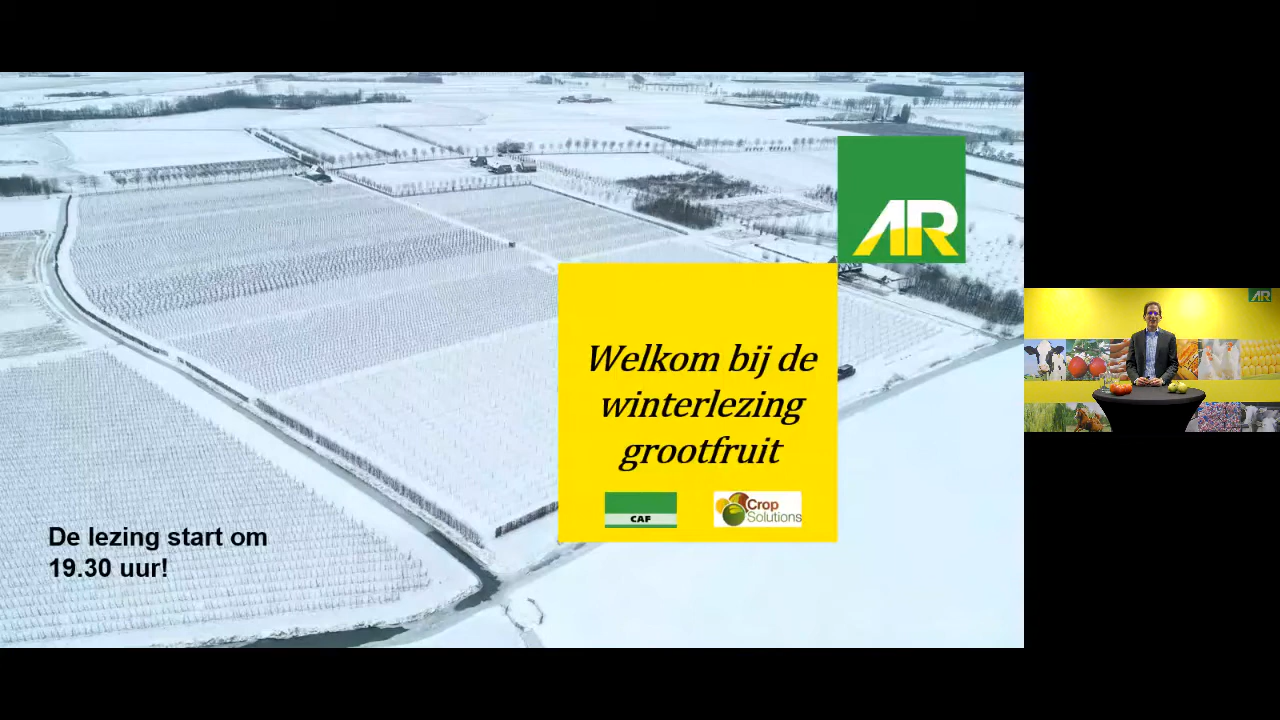 AR
AR
Welkom bij de
winterlezing
grootfruit
CAF
Crop
Solutions
De lezing start om
19.30 uur!